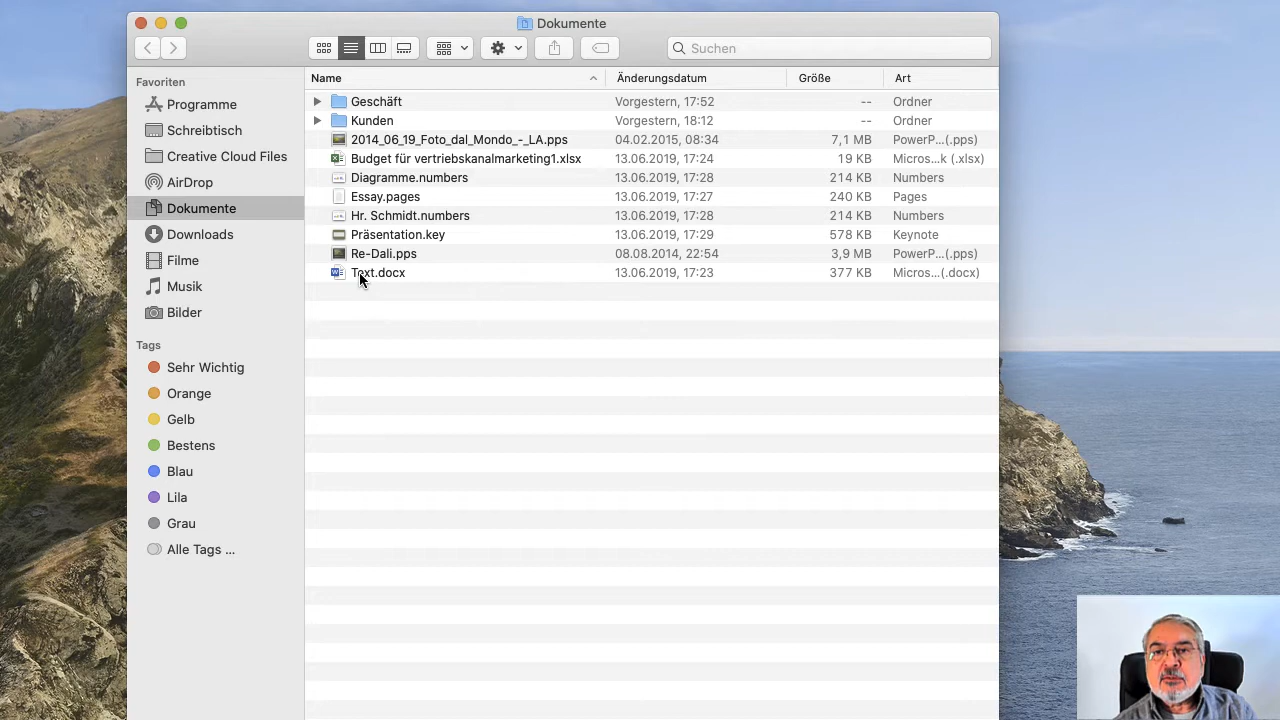 Dokumente
Suchen
Favoriten
Programme
Schreibtisch
Creative Cloud Files
AirDrop
Dokumente
Downloads
Filme
Musik
Bilder
Tags
Sehr Wichtig
Orange
Gelb
Bestens
Blau
Lila
Grau
Alle Tags ...
Name Änderungsdatum Größe Art
Geschäft Vorgestern, 17:52 -- Ordner
Kunden Vorgestern, 18:12 -- Ordner
2014_06_19_Foto_dal_Mondo_-_LA.pps 04.02.2015, 08:34 7,1 MB PowerP...(.pps)
Budget für vertriebskanalmarketing1.xlsx 13.06.2019, 17:24 19 KB Micros...k (.xlsx)
Diagramme.numbers 13.06.2019, 17:28 214 KB Numbers
Essay.pages 13.06.2019, 17:27 240 KB Pages
Hr. Schmidt.numbers 13.06.2019, 17:28 214 KB Numbers
Präsentation.key 13.06.2019, 17:29 578 KB Keynote
Re-Dali.pps 08.08.2014, 22:54 3,9 MB PowerP...(.pps)
Text.docx 13.06.2019, 17:23 377 KB Micros...(.docx)